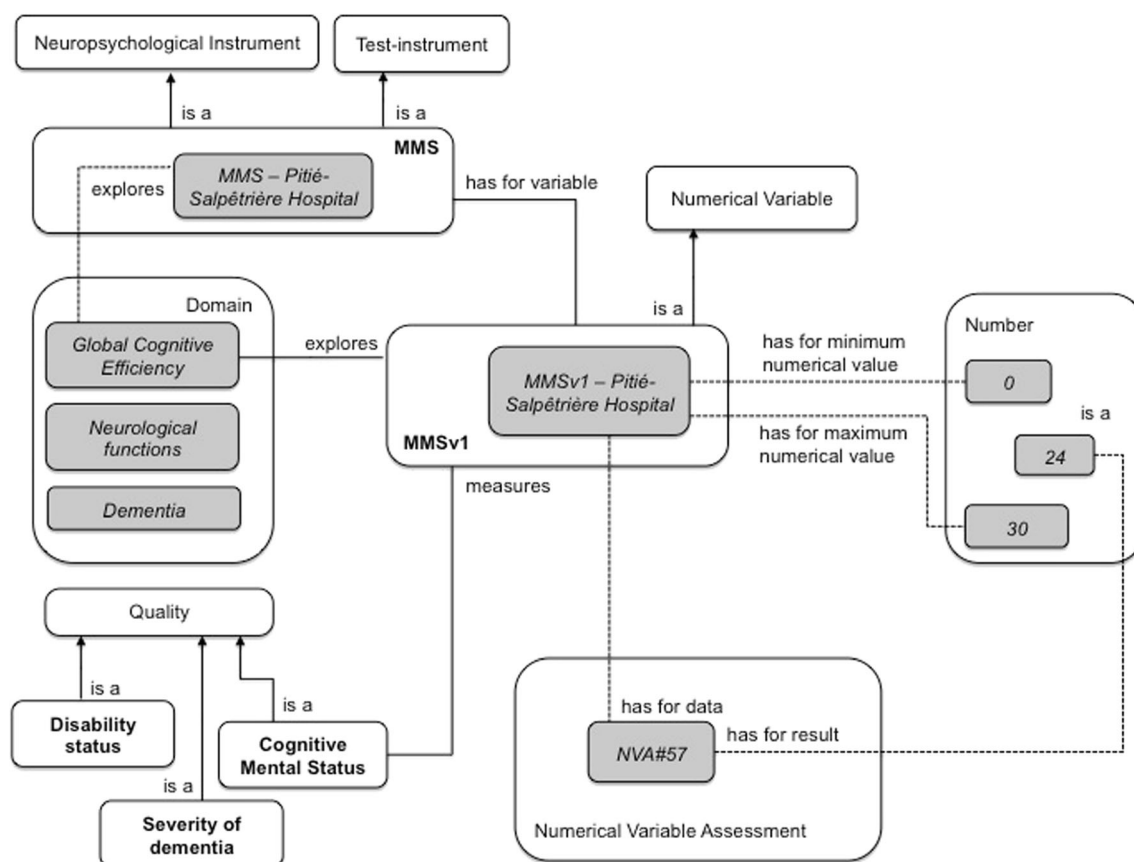 Neuropsychological Instrument
Test-instrument
is a
is a
MMS
MMS – Pitié-
Salpêtrière Hospital
explores
has for variable
Numerical Variable
is a
Domain
Global Cognitive
Efficiency
Neurological
functions
Dementia
explores
MMSv1 – Pitié-
Salpêtrière Hospital
MMSv1
measures
has for minimum
numerical value
has for maximum
numerical value
Number
0
is a
24
30
Quality
is a
Disability
status
is a
Severity of
dementia
is a
Cognitive
Mental Status
has for data
NVA#57
has for result
Numerical Variable Assessment